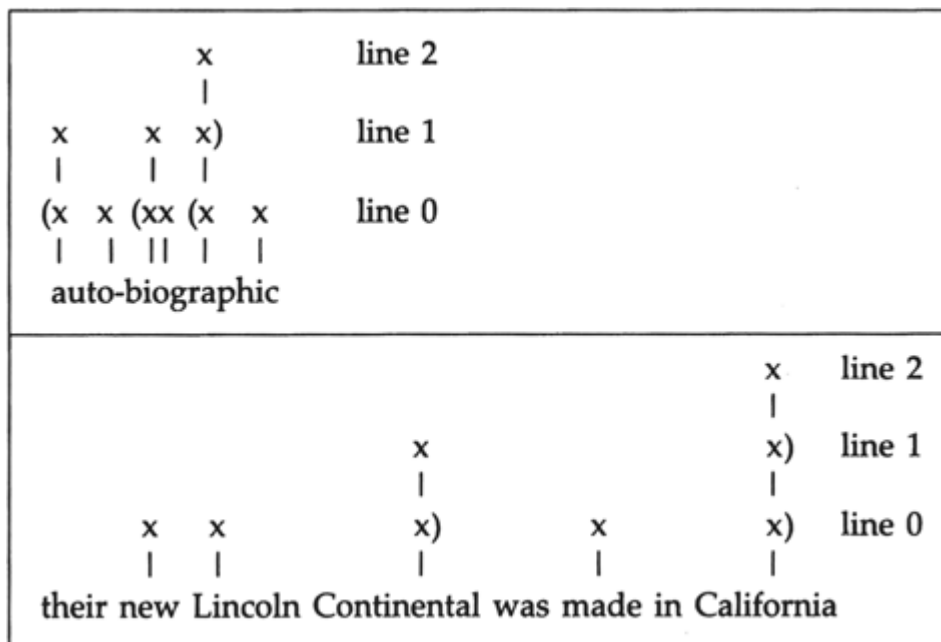 x line 2
|
x x x) line 1
| | |
(x x (xx (x x line 0
| | || | |
auto-biographic
x line 2
|
x x) line 1
| |
x x x) x x) line 0
| | | | |
their new Lincoln Continental was made in California